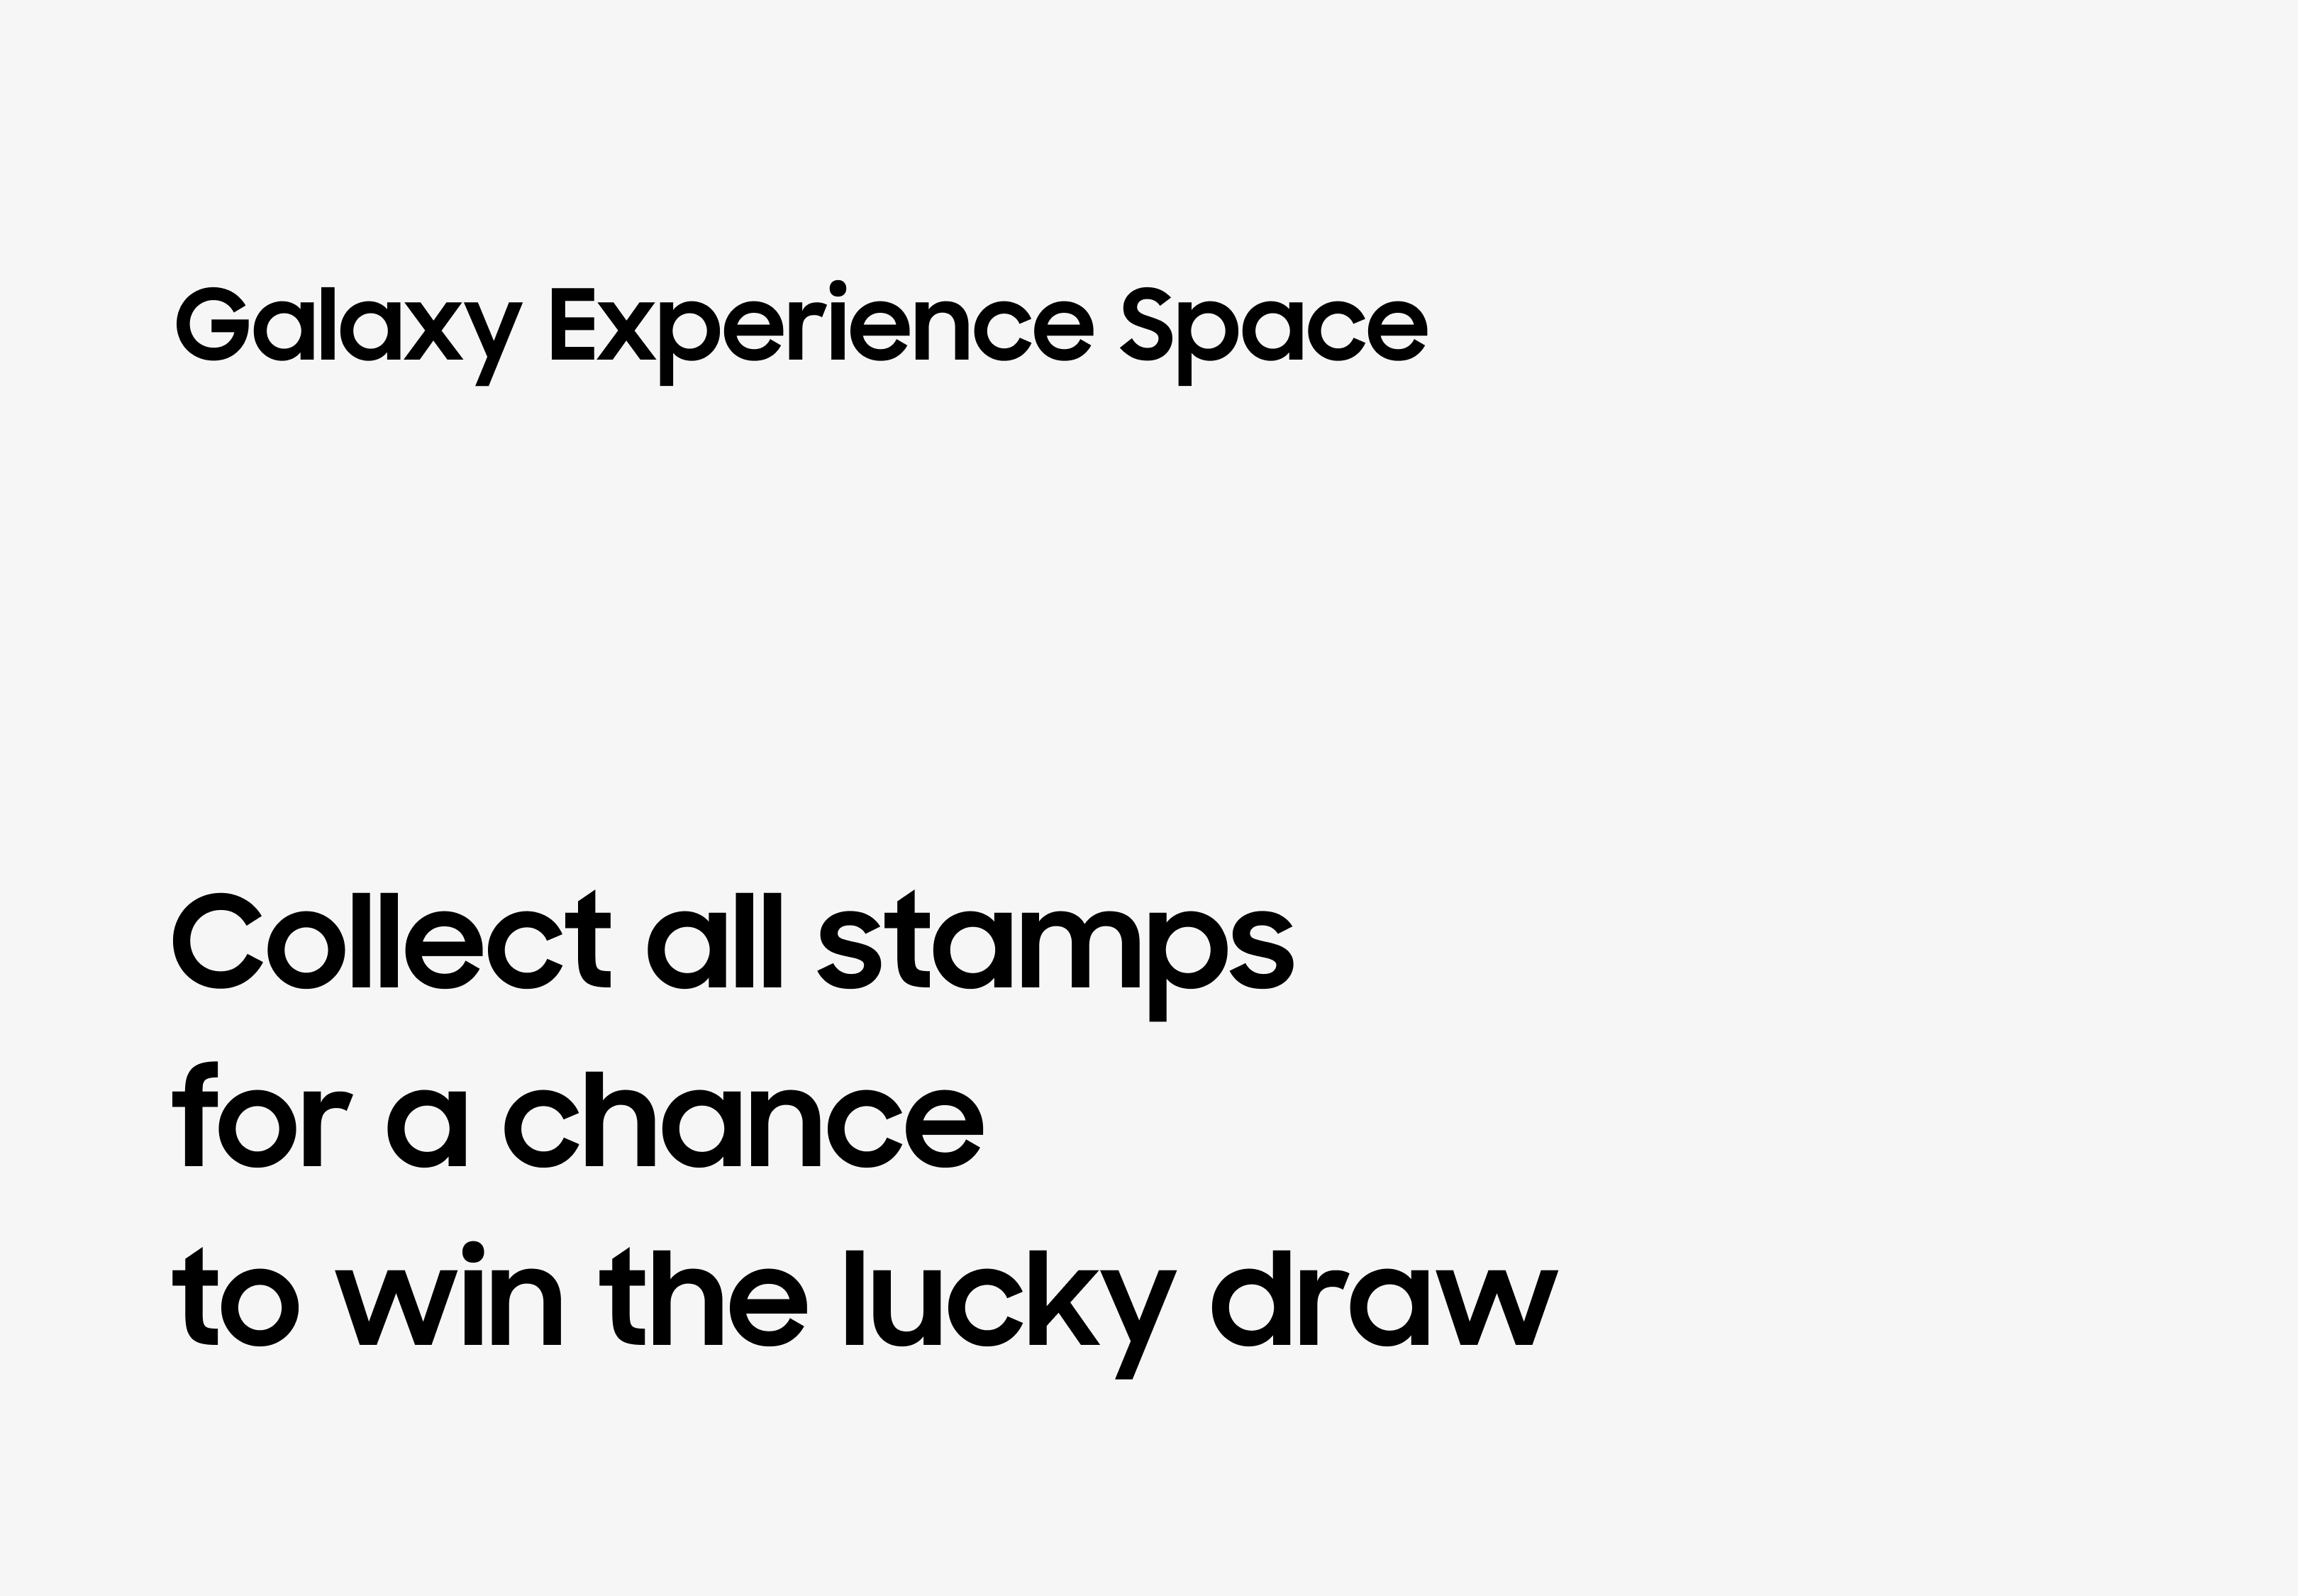 Galaxy Experience Space
Collect all stamps
for a chance
to win the lucky draw